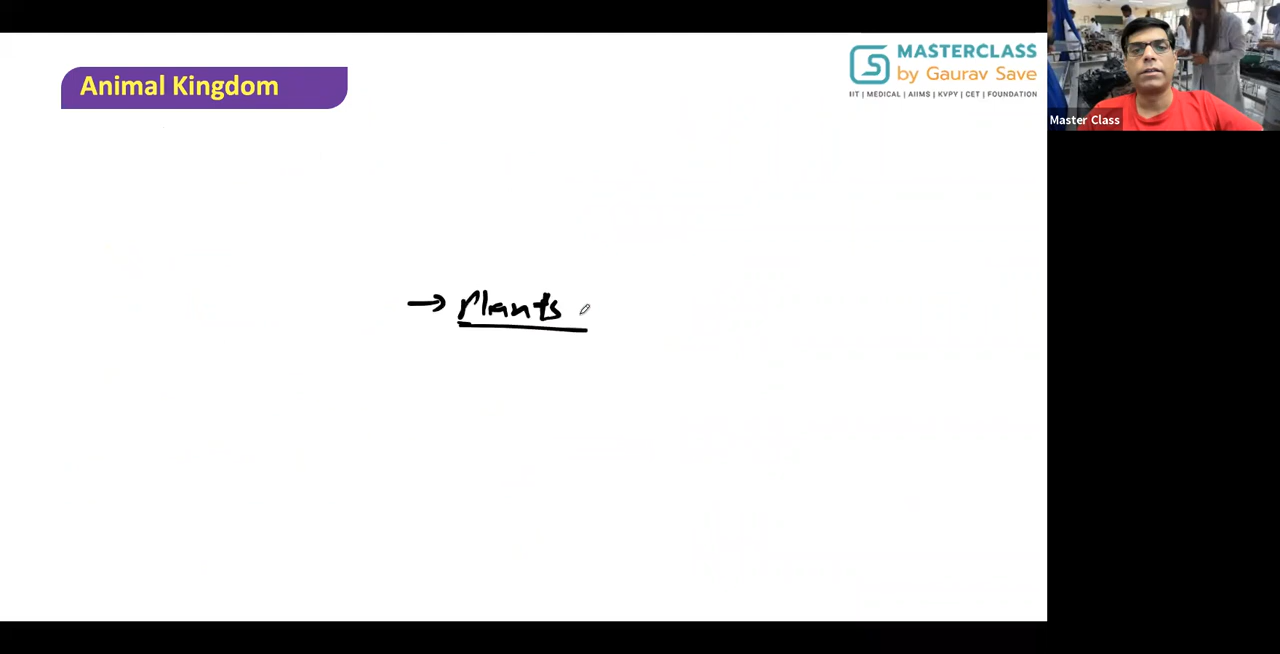 Animal Kingdom
MASTERCLASS
by Gaurav Save
IIT | MEDICAL | AIIMS | KVPY | CET | FOUNDATION
Master Class
→ Plants